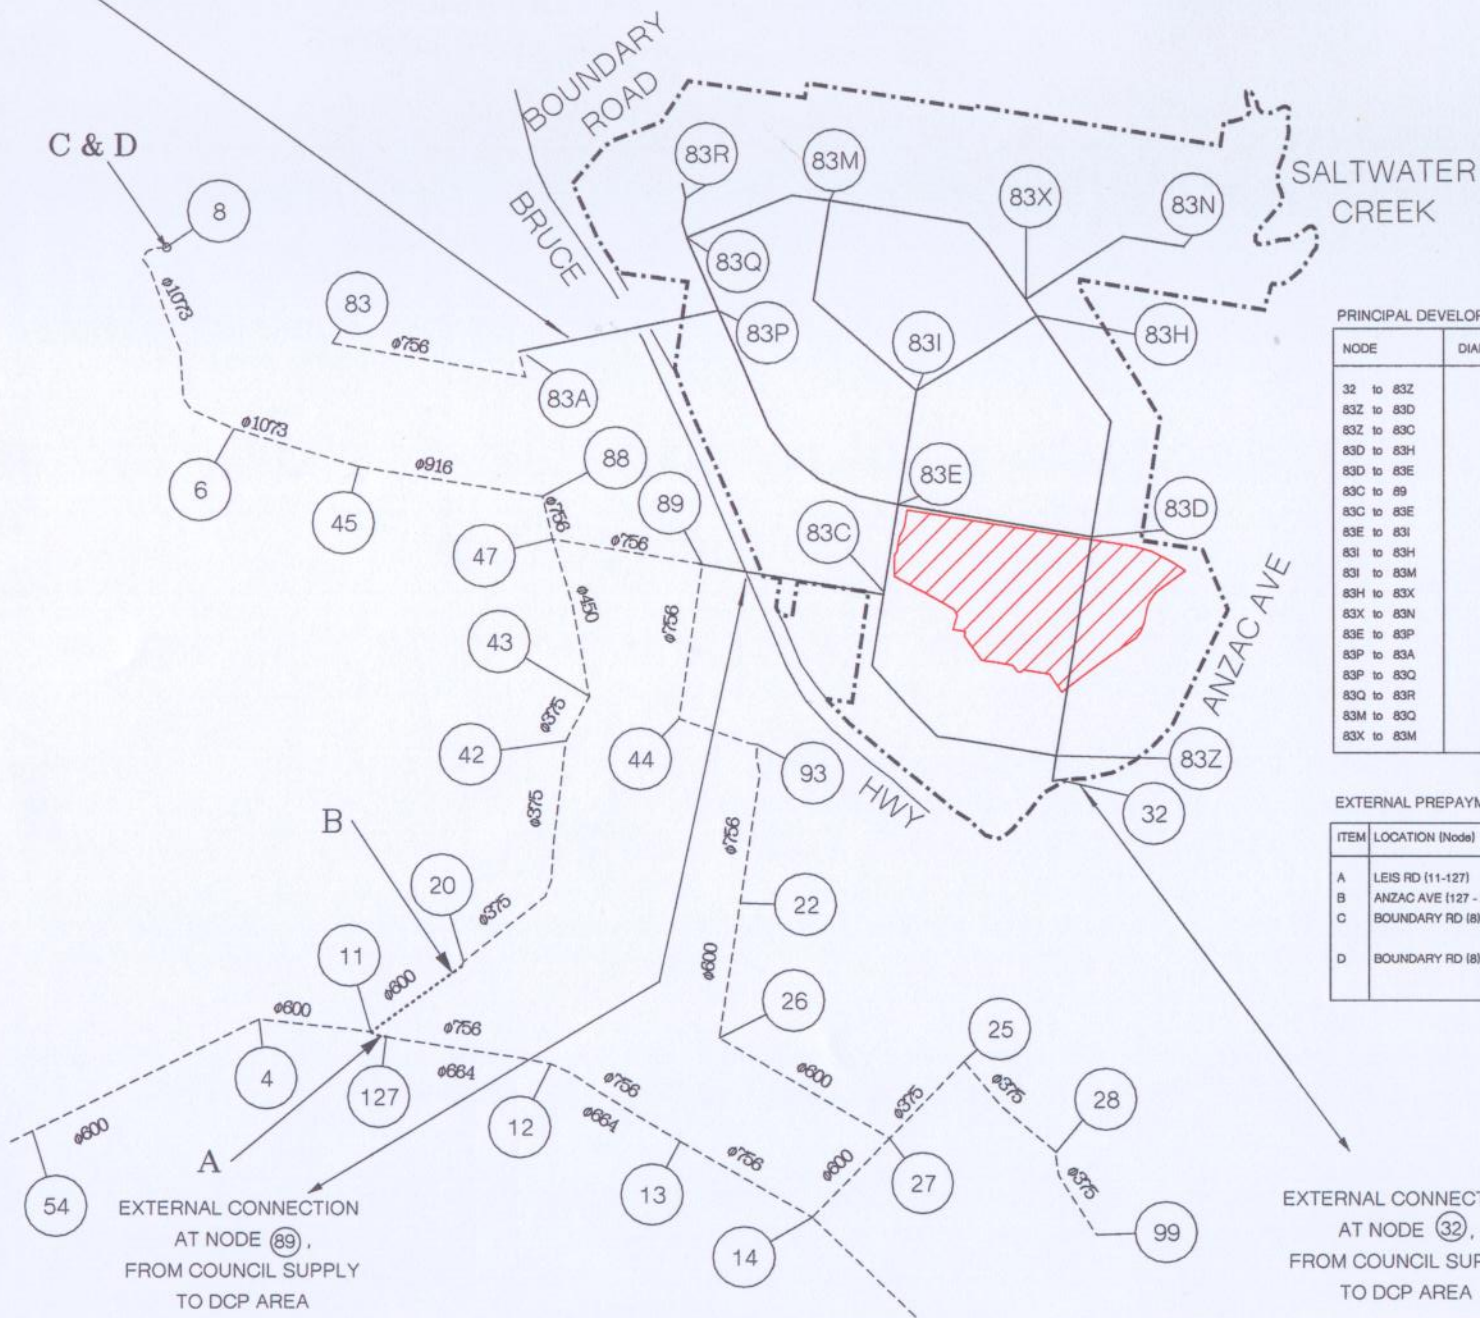 BOUNDARY
ROAD
BRUCE
HWY
SALTWATER
CREEK
ANZAC AVE
C & D
8
83
83A
83R
83M
83X
83N
83Q
83P
83I
83H
83E
83D
83C
83Z
32
ø1073
ø756
ø1073
6
45
ø916
88
ø756
47
ø756
89
ø450
ø756
43
ø375
42
44
93
ø375
ø756
B
20
ø375
22
11
ø600
ø600
26
ø600
ø756
4
127
ø664
12
ø756
ø664
ø600
25
ø375
ø375
28
ø600
54
A
13
ø756
ø600
27
ø375
14
99
EXTERNAL CONNECTION
AT NODE 89,
FROM COUNCIL SUPPLY
TO DCP AREA
EXTERNAL CONNECT
AT NODE 32,
FROM COUNCIL SUP
TO DCP AREA
PRINCIPAL DEVELOP
NODE DIA
32 to 83Z
83Z to 83D
83Z to 83C
83D to 83H
83D to 83E
83C to 89
83C to 83E
83E to 83I
83I to 83H
83I to 83M
83H to 83X
83X to 83N
83E to 83P
83P to 83A
83P to 83Q
83Q to 83R
83M to 83Q
83X to 83M
EXTERNAL PREPAYM
ITEM LOCATION (Node)
A LEIS RD (11-127)
B ANZAC AVE (127 -
C BOUNDARY RD (8)
D BOUNDARY RD (8)